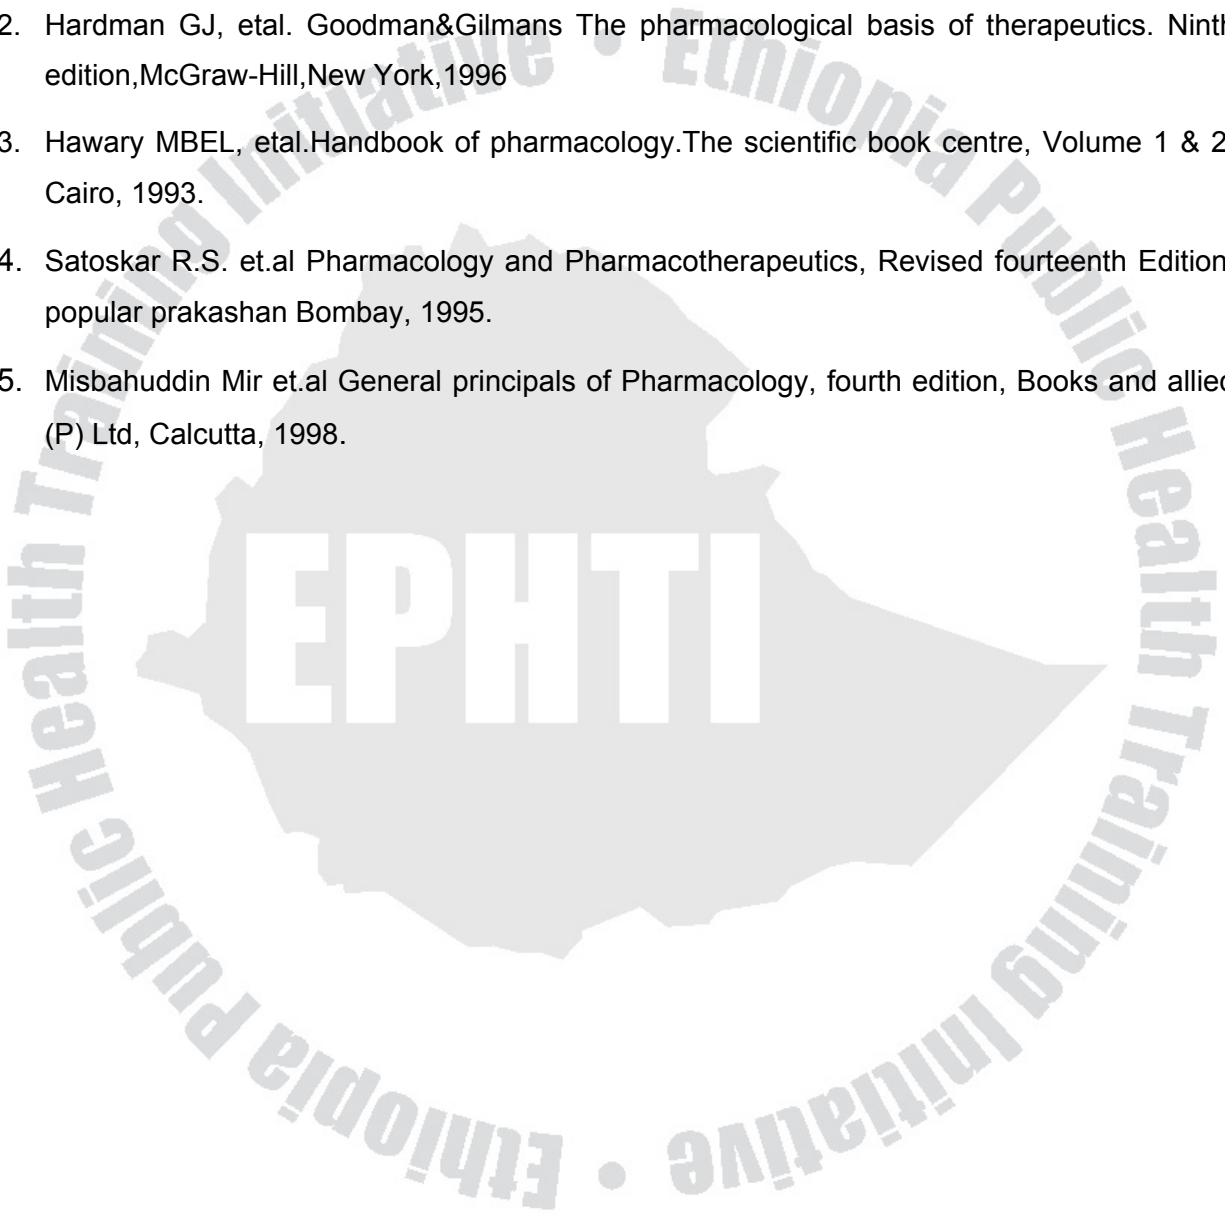 2. Hardman GJ, etal. Goodman&Gilmans The pharmacological basis of therapeutics. Ninth
edition,McGraw-Hill,New York,1996
3. Hawary MBEL, etal.Handbook of pharmacology.The scientific book centre, Volume 1 & 2
Cairo, 1993.
4. Satoskar R.S. et.al Pharmacology and Pharmacotherapeutics, Revised fourteenth Edition
popular prakashan Bombay, 1995.
5. Misbahuddin Mir et.al General principals of Pharmacology, fourth edition, Books and allied
(P) Ltd, Calcutta, 1998.
EPHTI
Ethiopia Public Health Training Initiative • Ethiopia Public Health Training Initiative •